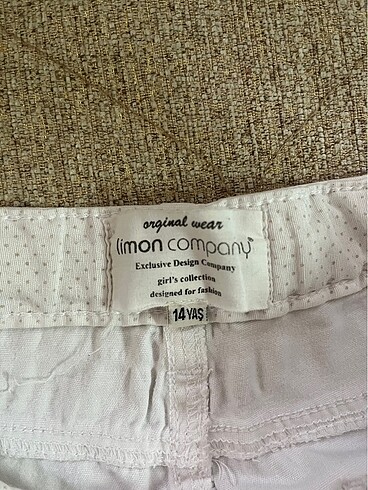 orginal wear
limon company
Exclusive Design Company
girl's collection
designed for fashion
14 YAŞ